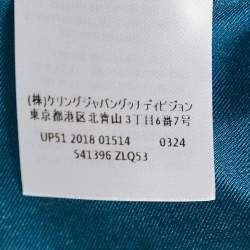 (株)ケリングジャパングッチディビジョン
東京都港区北青山3丁目6番7号
UP51 2018 01514 0324
541396 ZLQ53